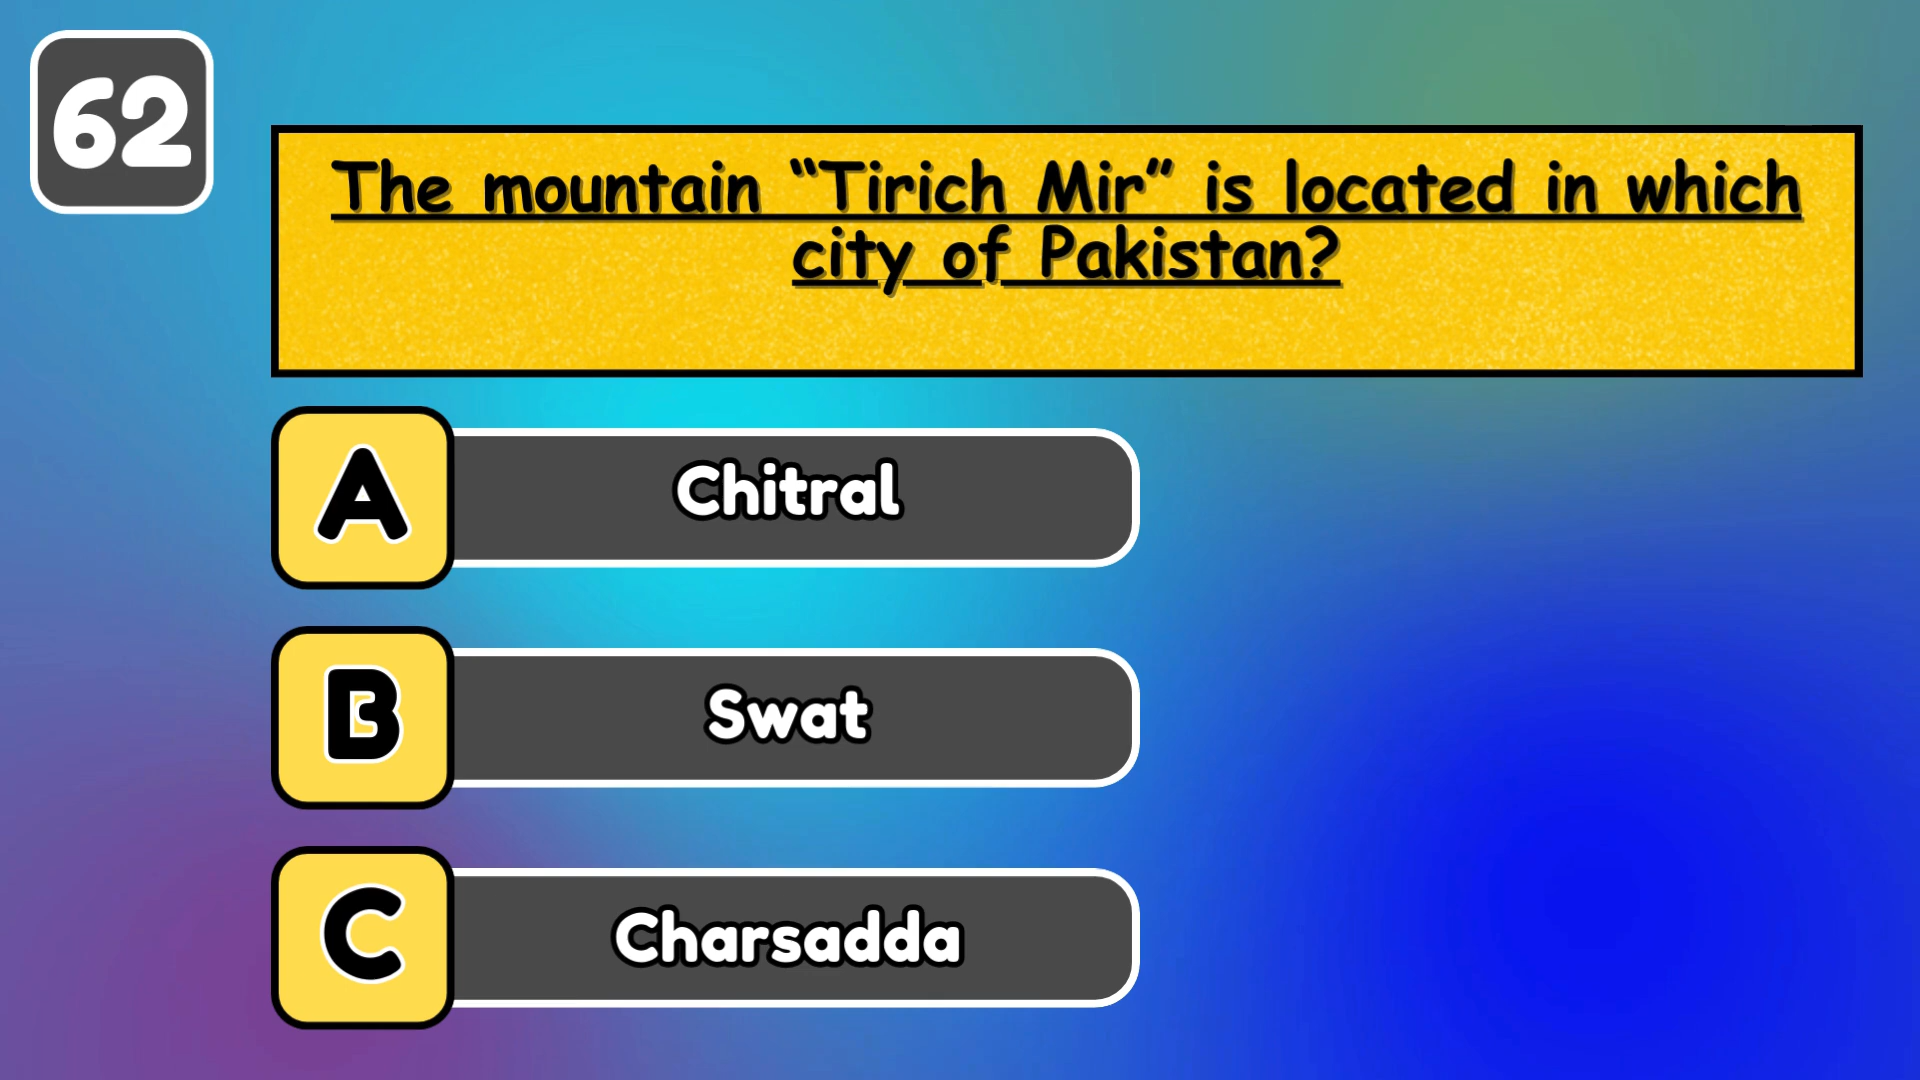 62
The mountain “Tirich Mir” is located in which
city of Pakistan?
A
Chitral
B
Swat
C
Charsadda